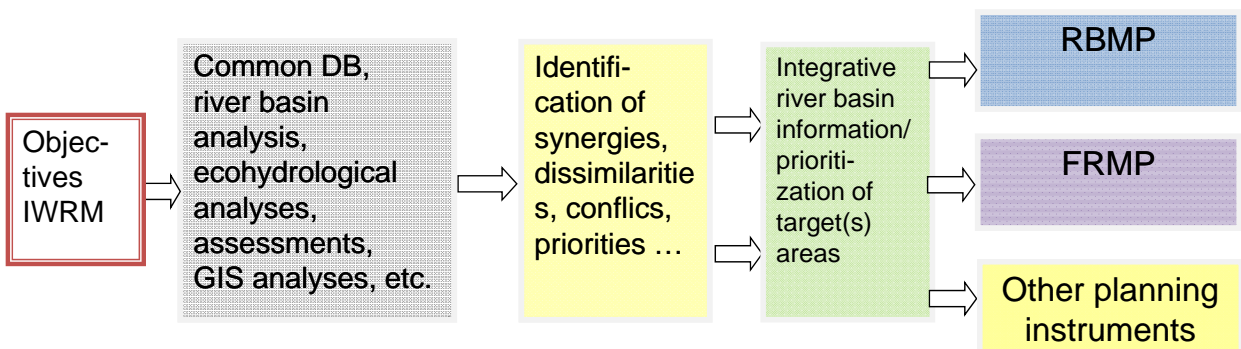 Objec-
tives
IWRM
Common DB,
river basin
analysis,
ecohydrological
analyses,
assessments,
GIS analyses, etc.
Identifi-
cation of
synergies,
dissimilaritie
s, conflics,
priorities …
Integrative
river basin
information/
prioriti-
zation of
target(s)
areas
RBMP
FRMP
Other planning
instruments